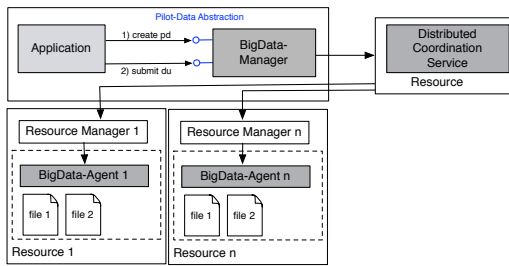 Pilot-Data Abstraction
Application
1) create pd
2) submit du
BigData-
Manager
Distributed
Coordination
Service
Resource
Resource Manager 1
BigData-Agent 1
file 1
file 2
Resource 1
Resource Manager n
BigData-Agent n
file 1
file 2
Resource n